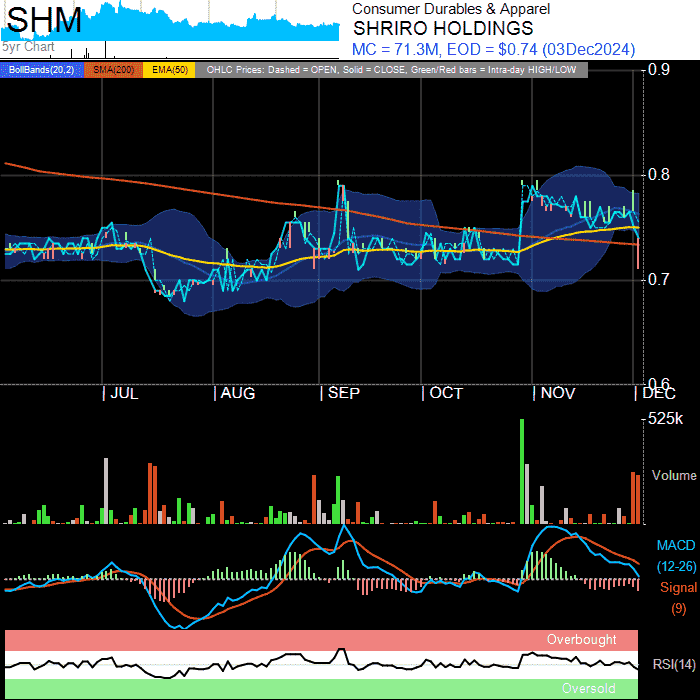 SHM
5yr Chart
Consumer Durables & Apparel
SHRIRO HOLDINGS
MC = 71.3M, EOD = $0.74 (03Dec2024)
BollBands(20,2) SMA(200) EMA(50) OHLC Prices: Dashed = OPEN, Solid = CLOSE, Green/Red bars = Intra-day HIGH/LOW
0.9
0.8
0.7
0.6
JUL AUG SEP OCT NOV DEC
525k
Volume
MACD
(12-26)
Signal
(9)
Overbought
RSI(14)
Oversold